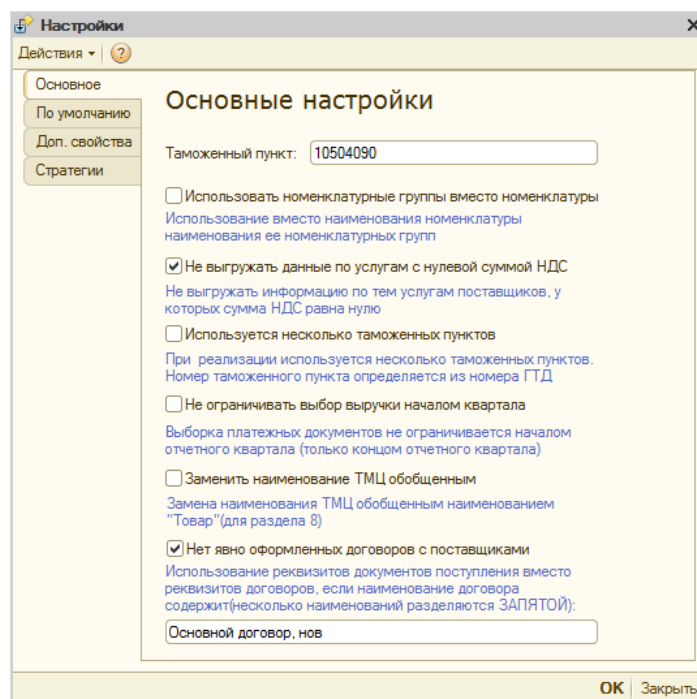 Настройки
Действия
Основное
По умолчанию
Доп. свойства
Стратегии
Основные настройки
Таможенный пункт: 10504090
Использовать номенклатурные группы вместо номенклатуры
Использование вместо наименования номенклатуры
наименования ее номенклатурных групп
Не выгружать данные по услугам с нулевой суммой НДС
Не выгружать информацию по тем услугам поставщиков, у
которых сумма НДС равна нулю
Используется несколько таможенных пунктов
При реализации используется несколько таможенных пунктов.
Номер таможенного пункта определяется из номера ГТД
Не ограничивать выбор выручки началом квартала
Выборка платежных документов не ограничивается началом
отчетного квартала (только концом отчетного квартала)
Заменить наименование ТМЦ обобщенным
Замена наименования ТМЦ обобщенным наименованием
"Товар"(для раздела 8)
Нет явно оформленных договоров с поставщиками
Использование реквизитов документов поступления вместо
реквизитов договоров, если наименование договора
содержит(несколько наименований разделяются ЗАПЯТОЙ):
Основной договор, нов
OK Закрыть